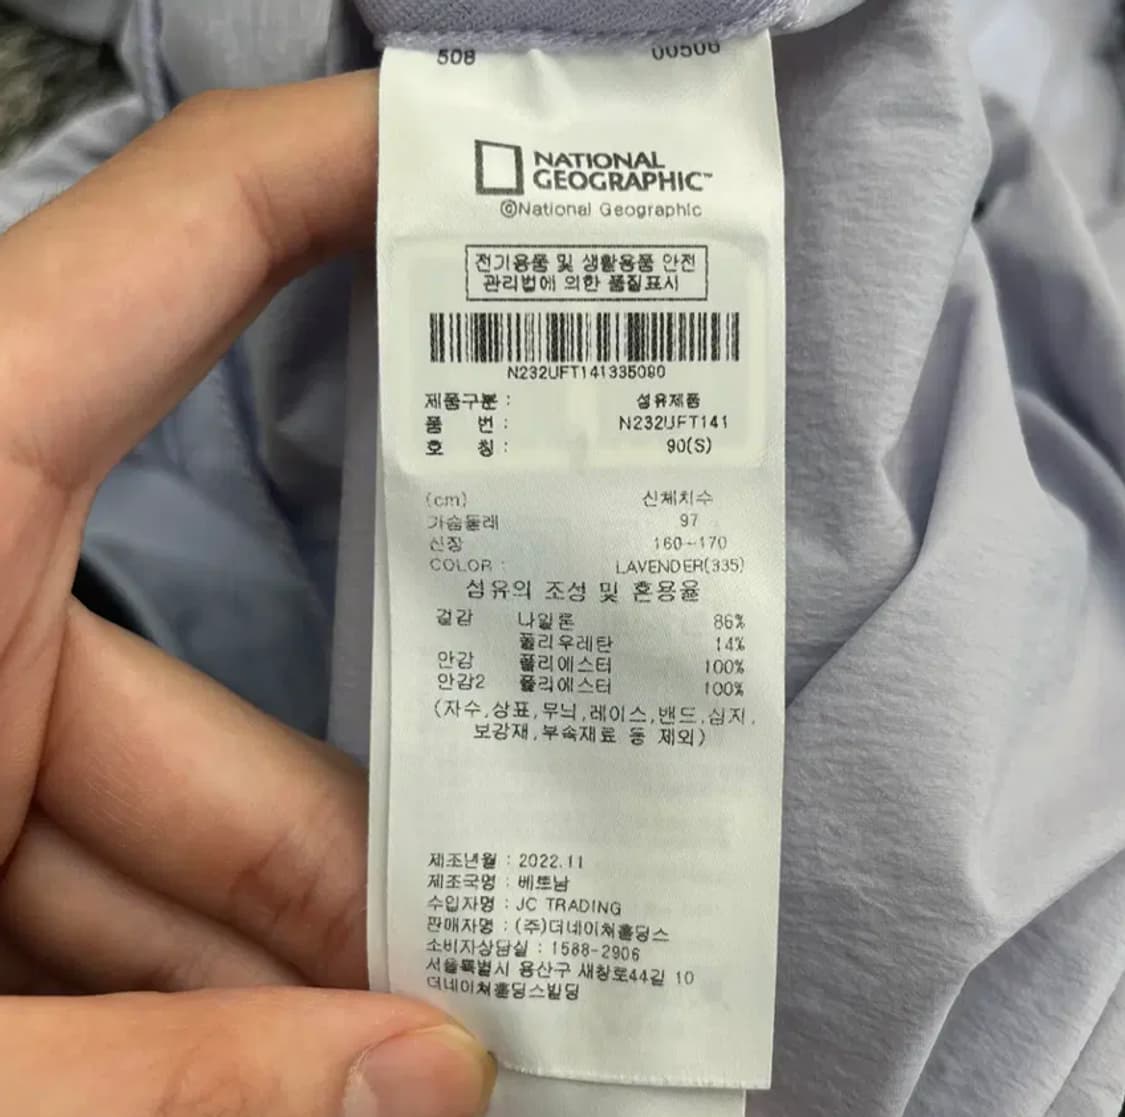 508 00506
NATIONAL
GEOGRAPHIC™
©National Geographic
전기용품 및 생활용품 안전
관리법에 의한 품질표시
N232UFT141335090
제품구분 : 섬유제품
품 번 : N232UFT141
호 칭 : 90(S)
(cm) 신체치수
가슴둘레 97
신장 160~170
COLOR : LAVENDER(335)
섬유의 조성 및 혼용율
겉감 나일론 86%
폴리우레탄 14%
안감 폴리에스터 100%
안감2 폴리에스터 100%
(자수,상표,무늬,레이스,밴드,심지,
보강재,부속재료 등 제외)
제조년월 : 2022.11
제조국명 : 베트남
수입자명 : JC TRADING
판매자명 : (주)더네이쳐홀딩스
소비자상담실 : 1588-2906
서울특별시 용산구 새창로44길 10
더네이쳐홀딩스빌딩